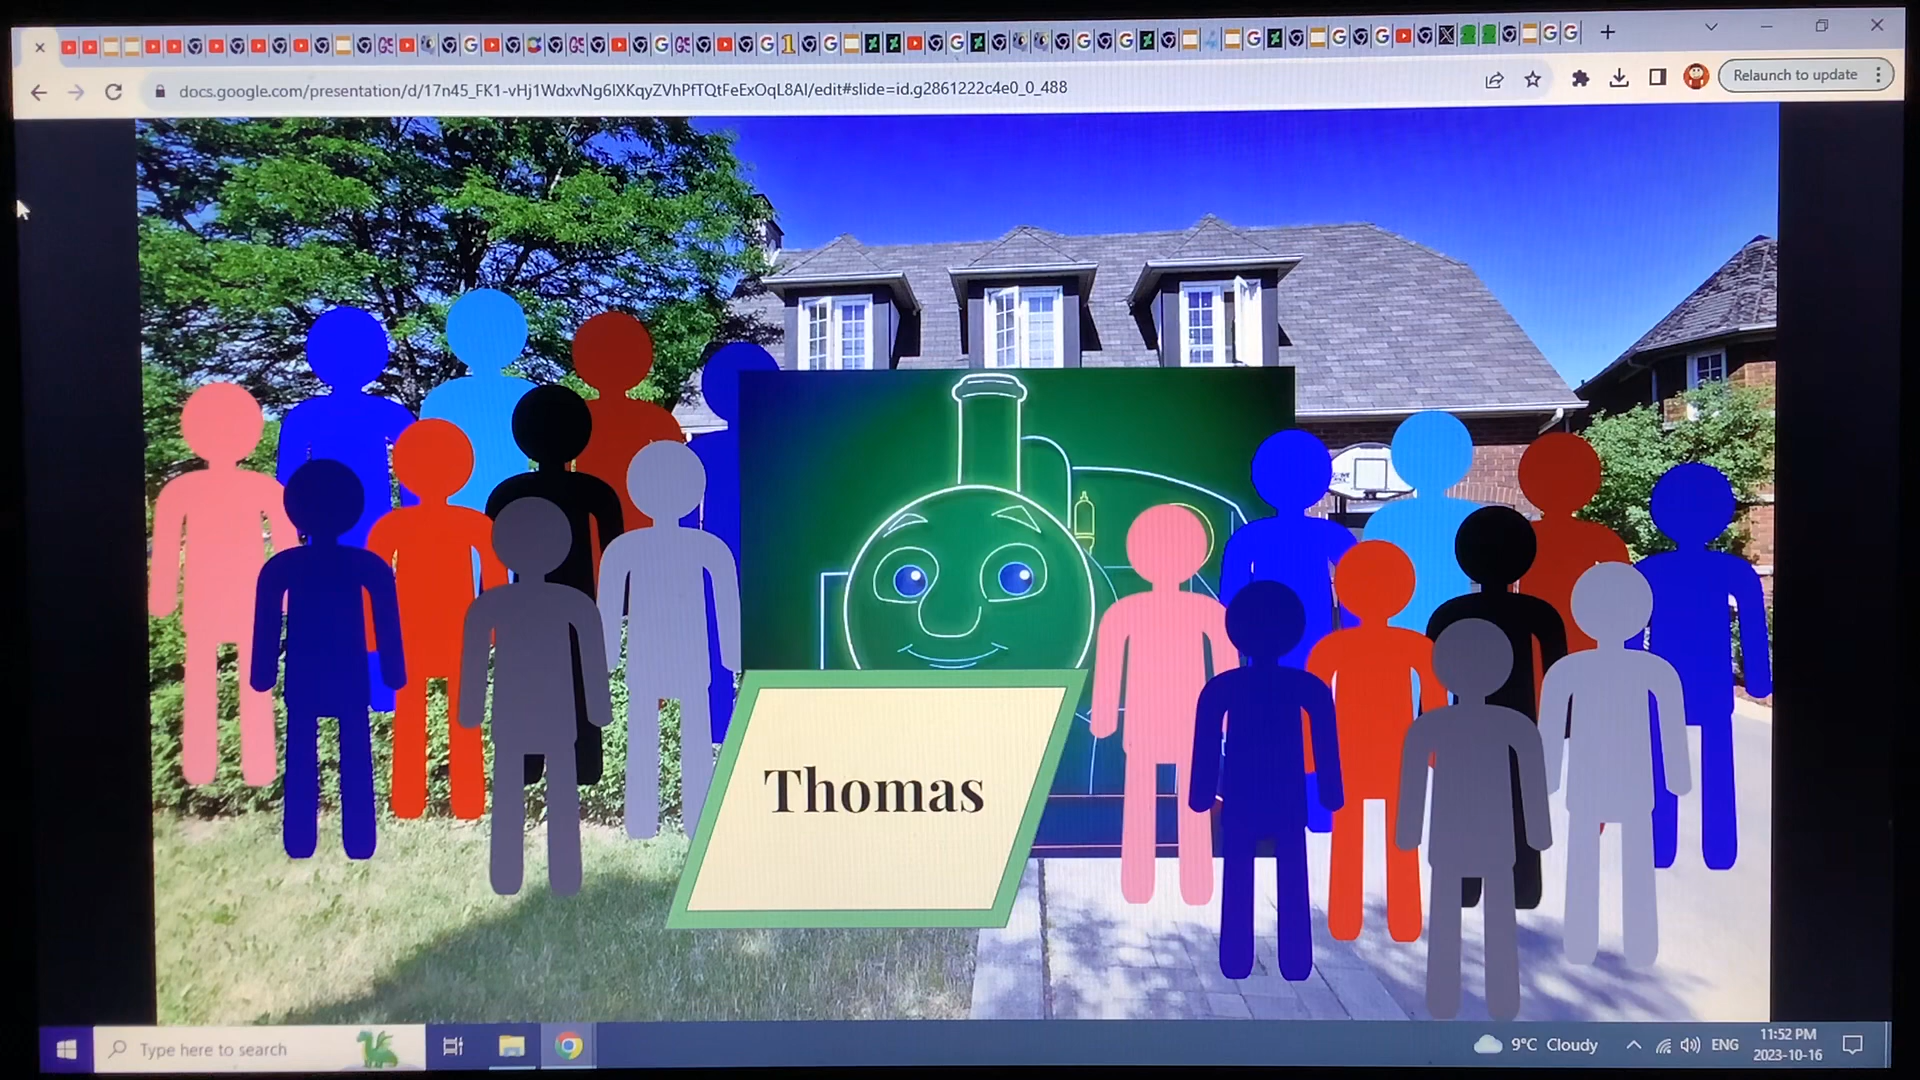 docs.google.com/presentation/d/17n45_FK1-vHj1WdxvNg6lXKqyZVhPfTQtFeExOqL8AI/edit#slide=id.g2861222c4e0_0_488
Relaunch to update
Thomas
Type here to search
9°C Cloudy
ENG
11:52 PM
2023-10-16